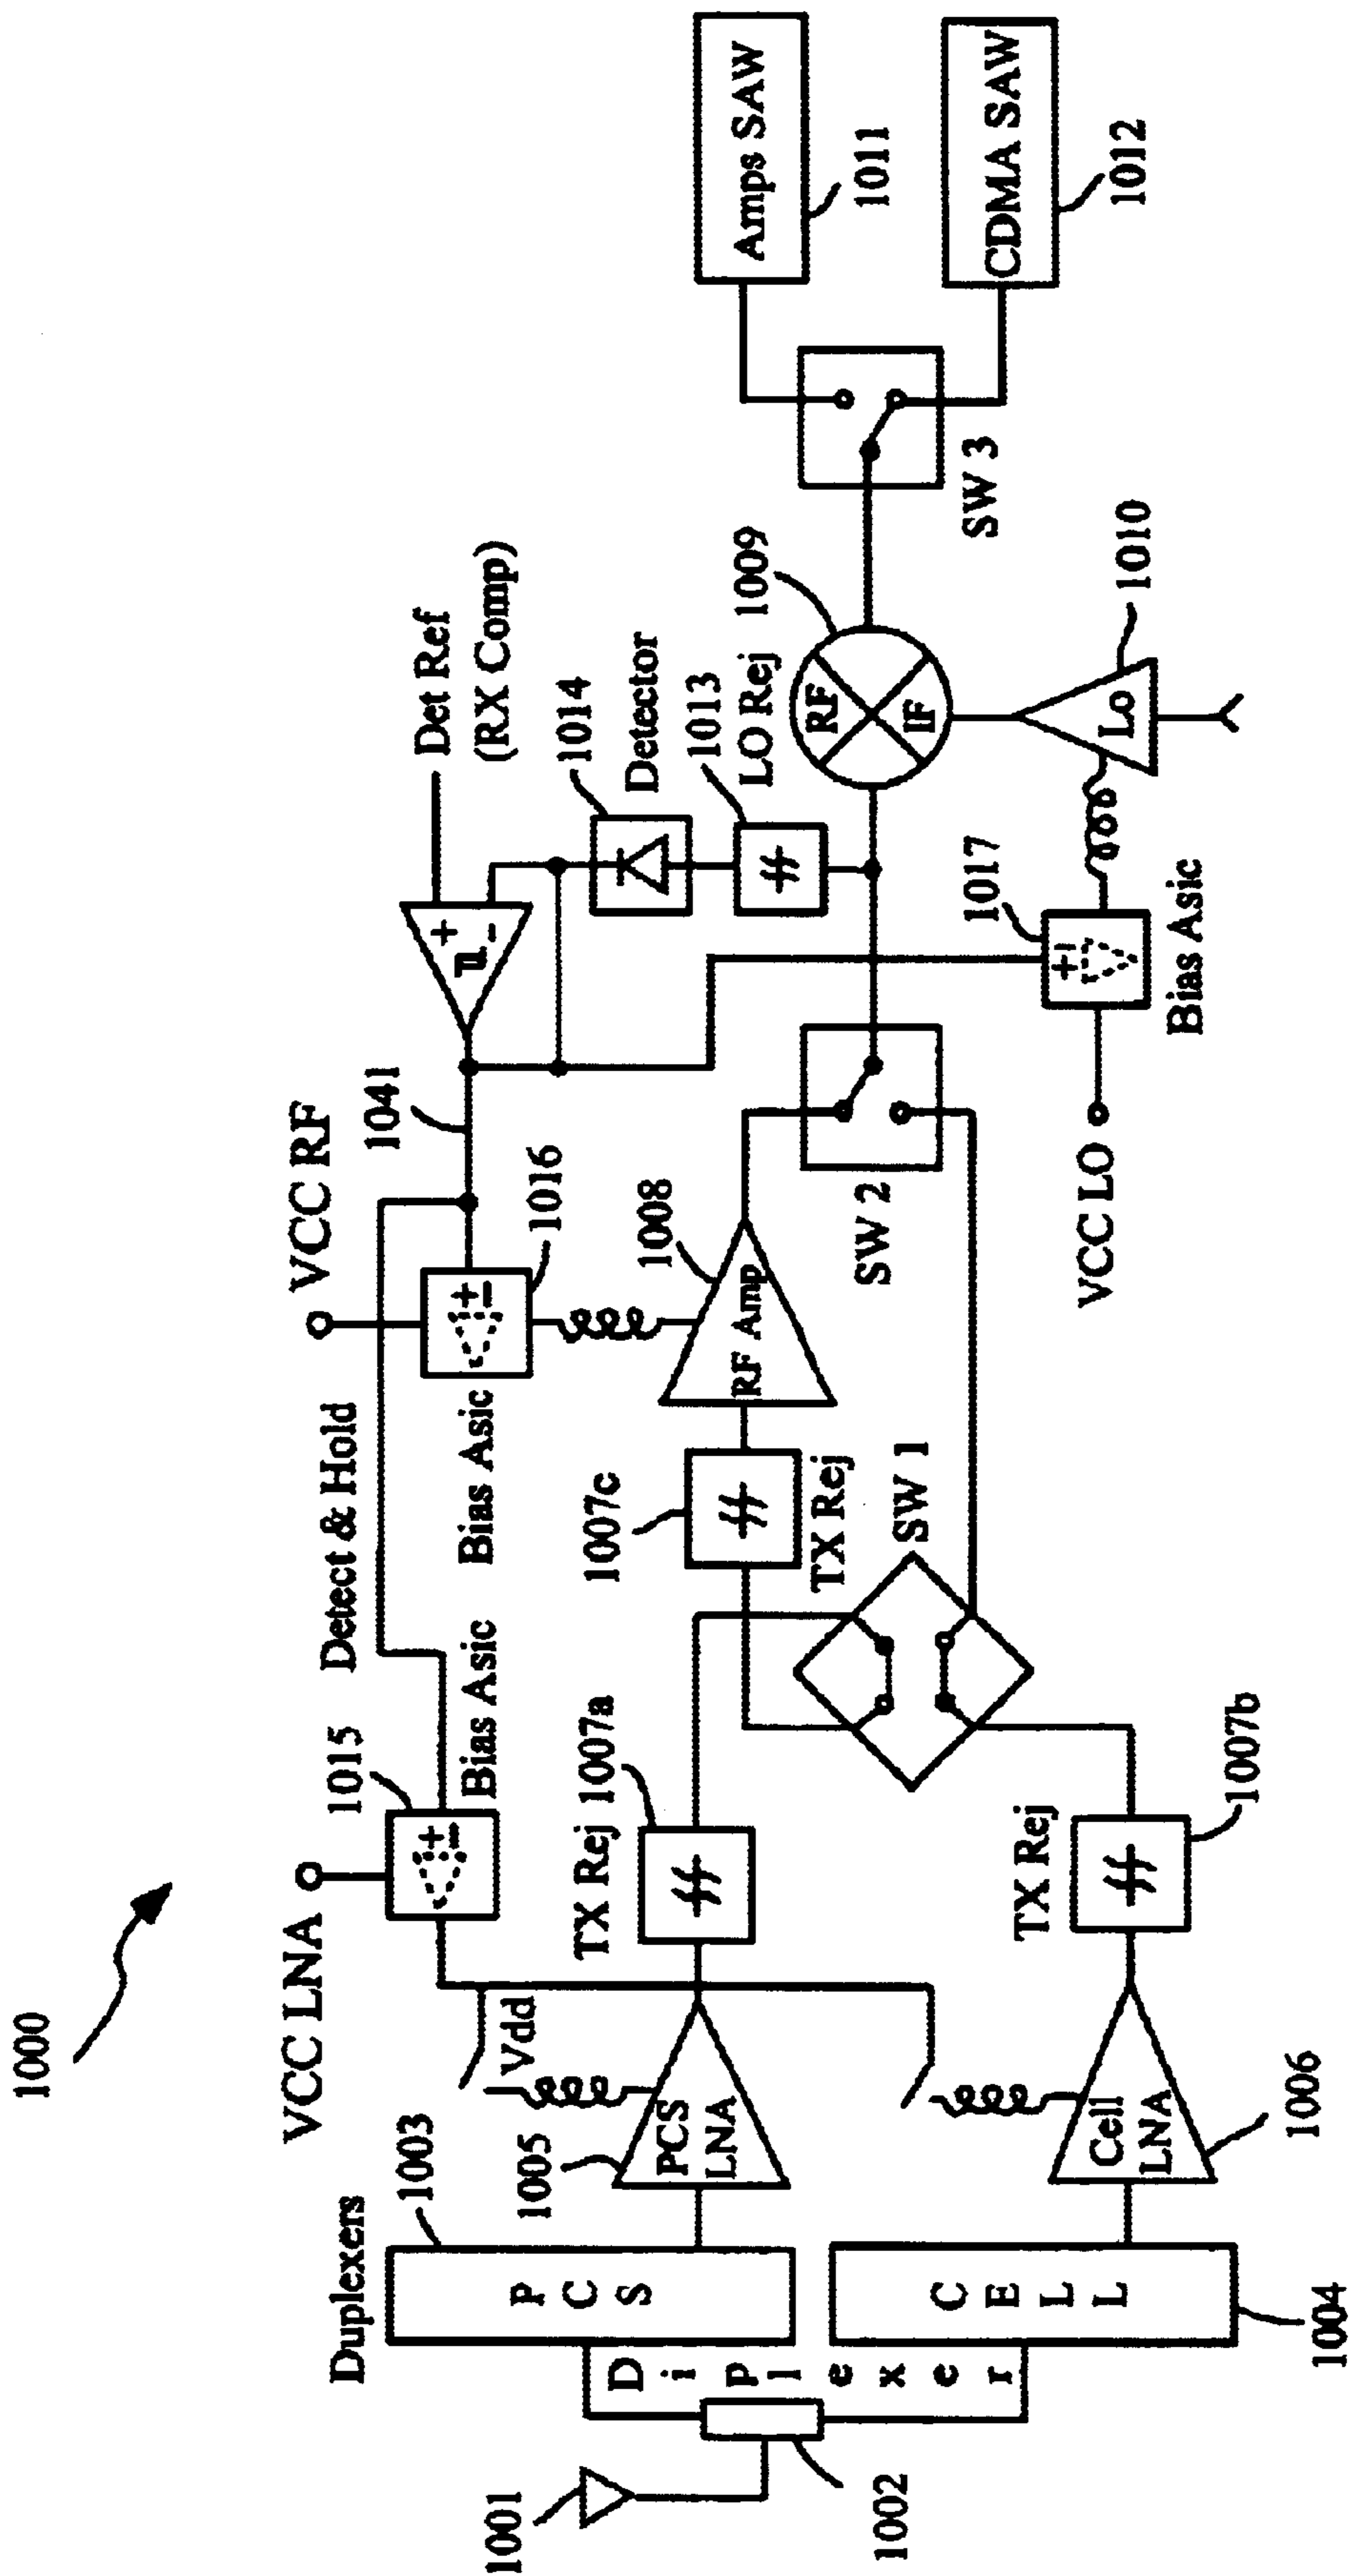 1000
VCC LNA
VCC RF
Detect & Hold
1041
1015
Bias Asic
Bias Asic
1016
Det Ref
(RX Comp)
+
-
Duplexers
1003
Vdd
+
-
+
-
1014
Detector
1005
PCS
LNA
TX Rej
1007a
1007c
TX Rej
1008
RF Amp
1013
LO Rej
1009
RF
IF
Amps SAW
1011
PCS
Diplexer
1001
1002
CELL
1004
Cell
LNA
1006
TX Rej
1007b
SW 1
SW 2
SW 3
CDMA SAW
1012
VCC LO
1017
+
-
Bias Asic
LO
1010